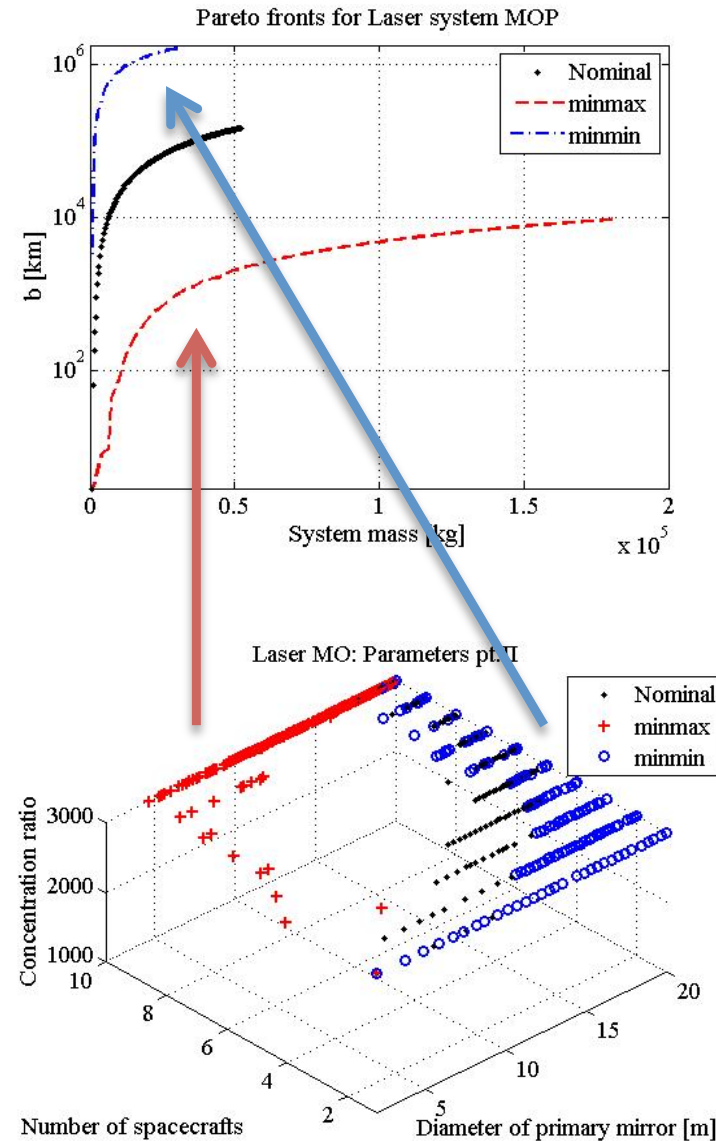 Pareto fronts for Laser system MOP
10^6
10^4
10^2
b [km]
Nominal
minmax
minmin
0 0.5 1 1.5 2
System mass [kg]
x 10^5
Laser MO: Parameters pt.II
Nominal
minmax
minmin
3000
2000
1000
Concentration ratio
10 8 6 4 2
5 10 15 20
Number of spacecrafts
Diameter of primary mirror [m]